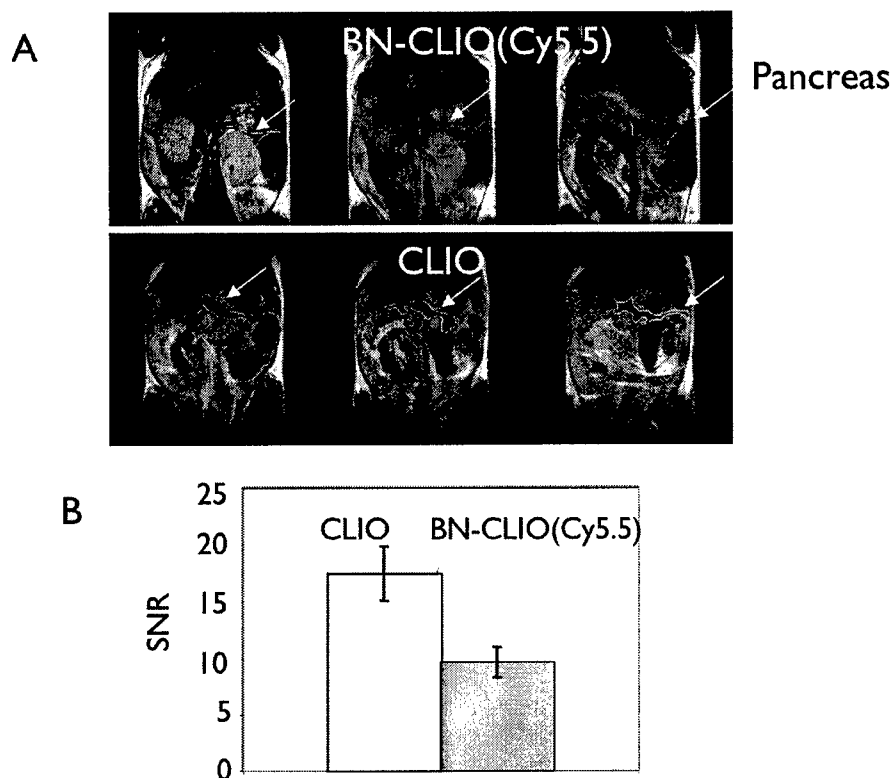 A
BN-CLIO(Cy5.5)
Pancreas
CLIO
B
25
20
15
10
5
0
SNR
CLIO
BN-CLIO(Cy5.5)